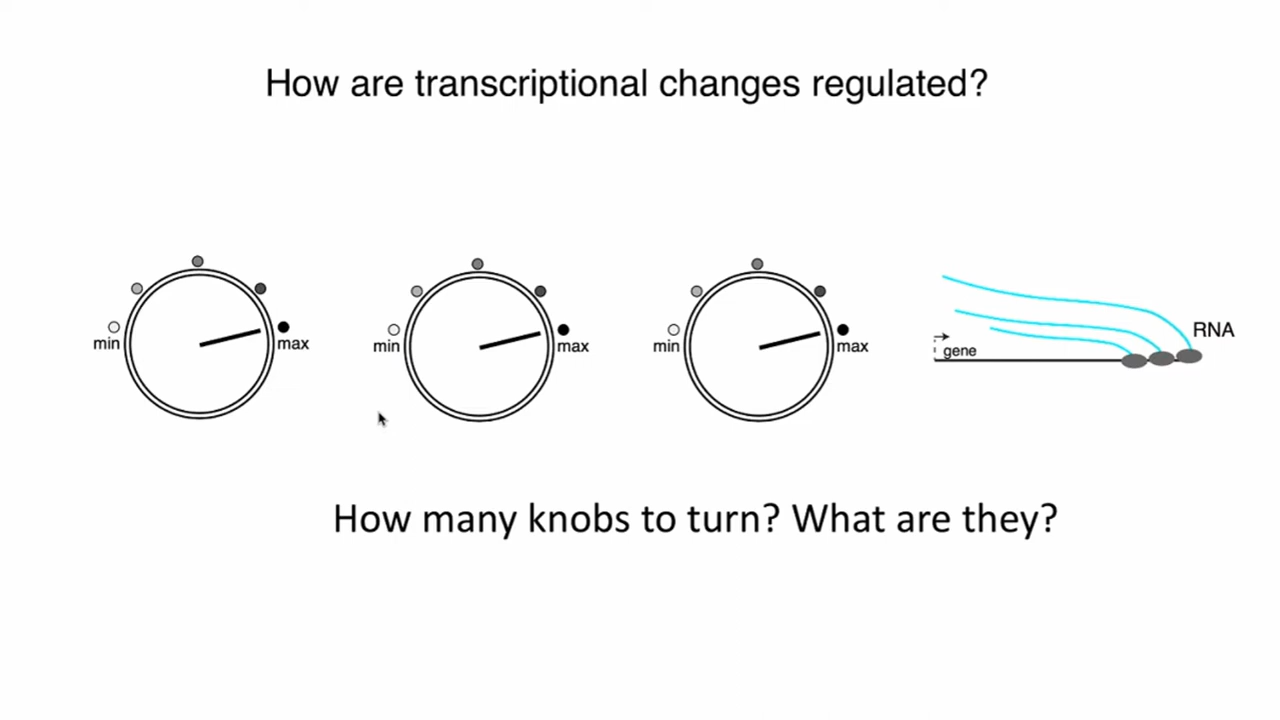 How are transcriptional changes regulated?
min
max
min
max
min
max
gene
RNA
How many knobs to turn? What are they?